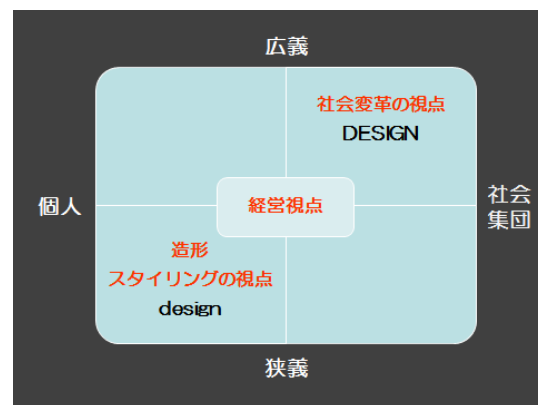 広義
社会変革の視点
DESIGN
個人
経営視点
社会
集団
造形
スタイリングの視点
design
狭義